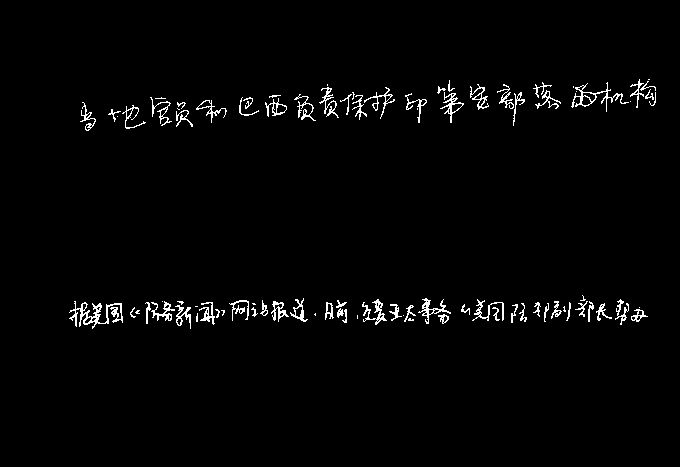 当地官员和巴西负责保护印第安部落的机构
据美国《防务新闻》网站报道,日前,负责亚太事务的美国防部副部长帮办